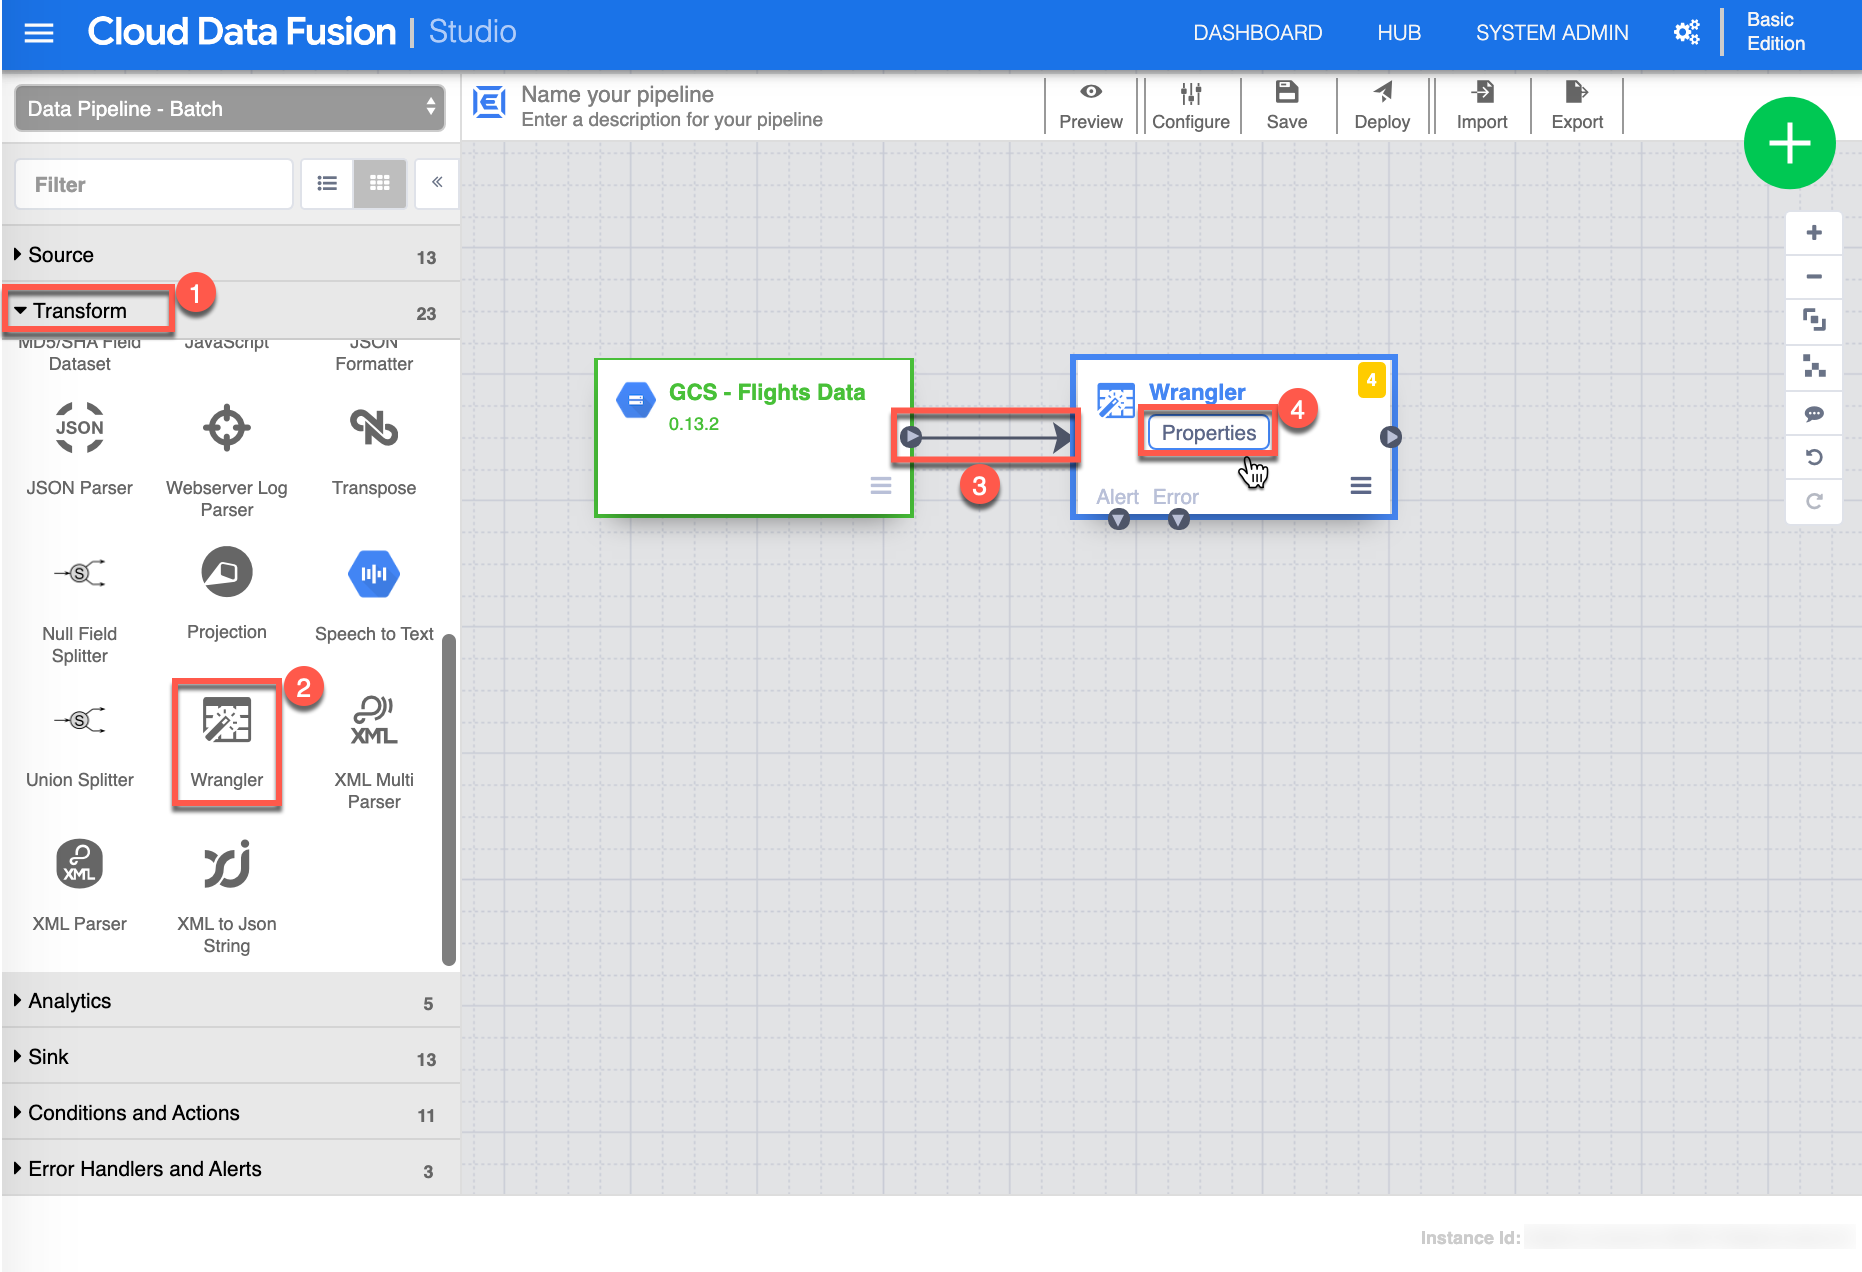 Cloud Data Fusion | Studio
DASHBOARD
HUB
SYSTEM ADMIN
Basic
Edition
Data Pipeline - Batch
Name your pipeline
Enter a description for your pipeline
Preview
Configure
Save
Deploy
Import
Export
Filter
Source
13
Transform
23
1
MD5/SHA Field
Dataset
JavaScript
JSON
Formatter
JSON
JSON Parser
Webserver Log
Parser
Transpose
S
Null Field
Splitter
Projection
Speech to Text
S
Union Splitter
Wrangler
2
XML
XML Multi
Parser
XML
XML Parser
XML to Json
String
Analytics
5
Sink
13
Conditions and Actions
11
Error Handlers and Alerts
3
GCS - Flights Data
0.13.2
3
Wrangler
4
Properties
4
Alert
Error
Instance Id: